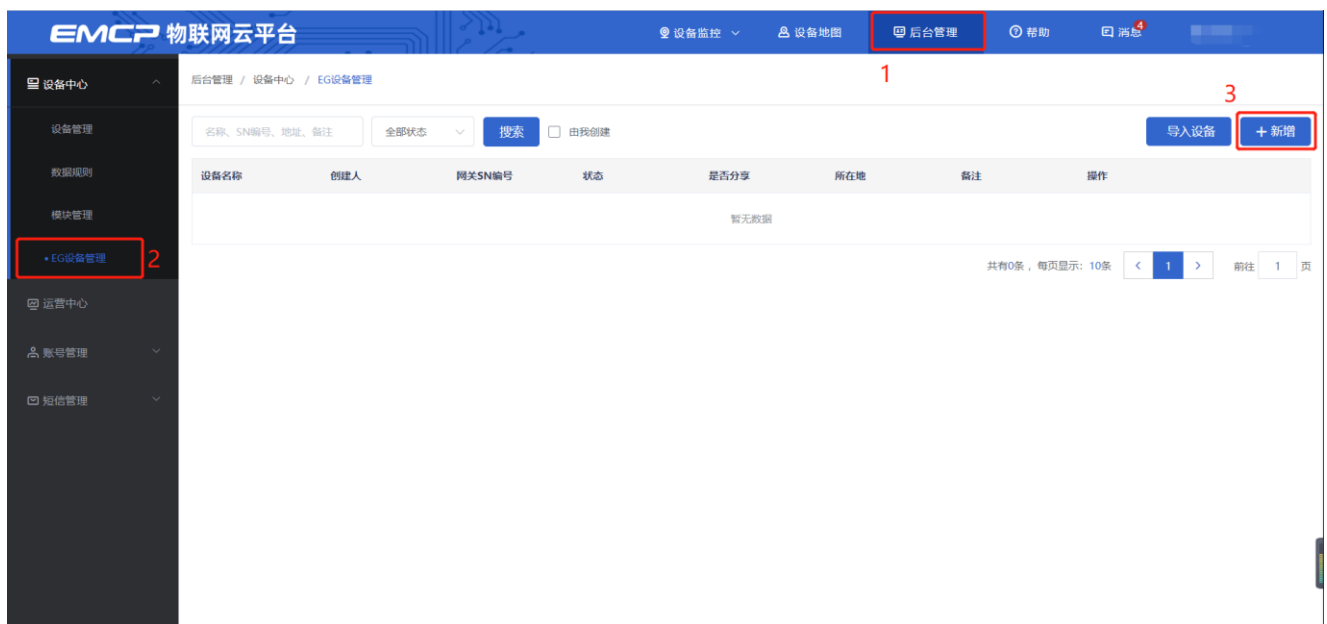 EMCP 物联网云平台 设备监控 设备地图 后台管理 帮助 消息 4
1
设备中心
后台管理 / 设备中心 / EG设备管理
3
设备管理
名称、SN编号、地址、备注 全部状态 搜索 由我创建 导入设备 + 新增
数据规则
设备名称 创建人 网关SN编号 状态 是否分享 所在地 备注 操作
模块管理
暂无数据
• EG设备管理 2
共有0条，每页显示：10条 < 1 > 前往 1 页
运营中心
账号管理
短信管理